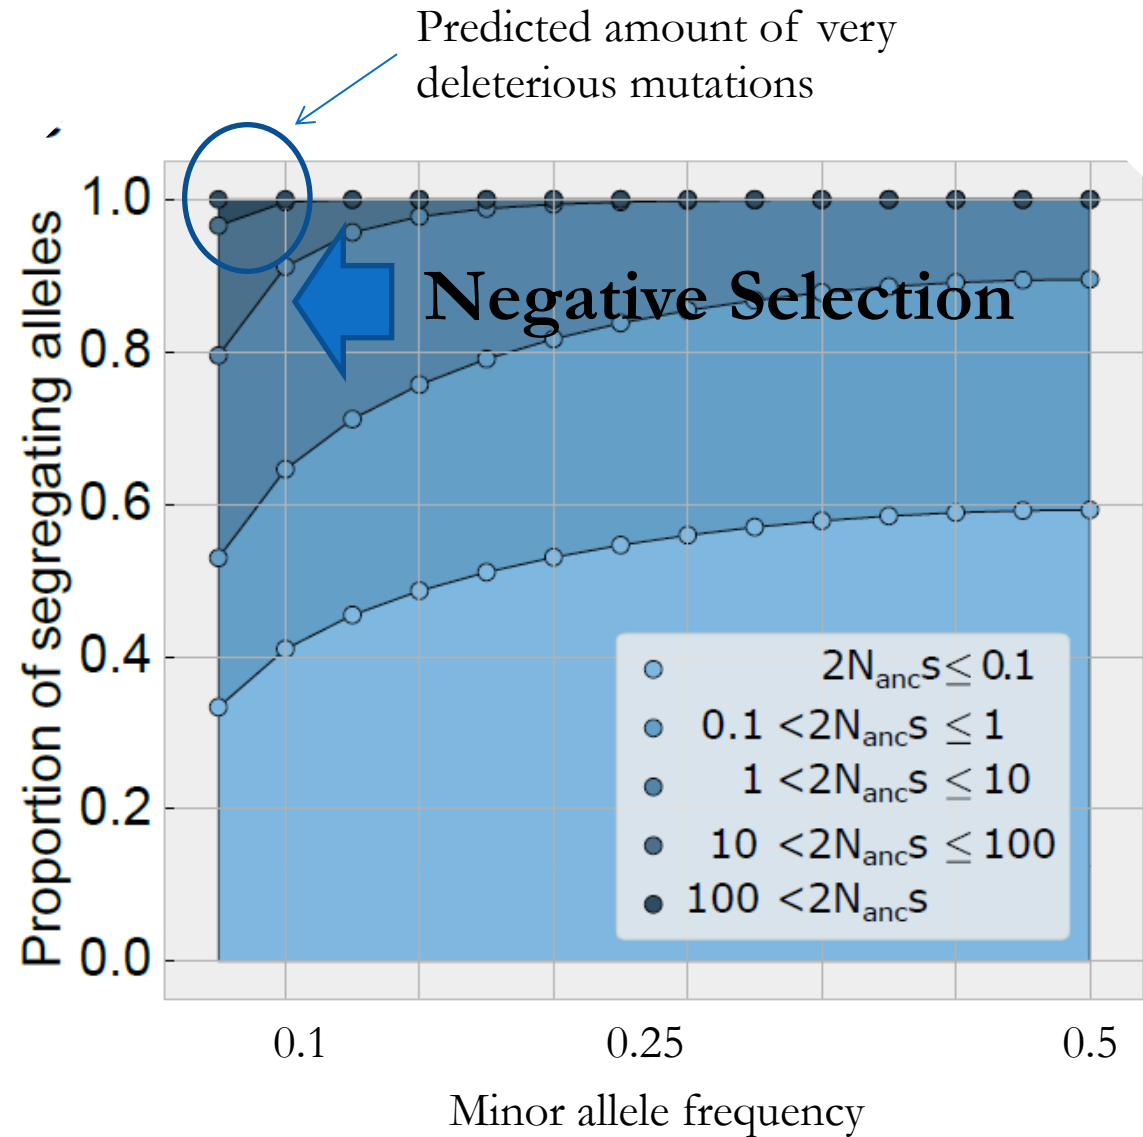 Predicted amount of very
deleterious mutations
Proportion of segregating alleles
1.0
0.8
0.6
0.4
0.2
0.0
Negative Selection
2Nancs ≤ 0.1
0.1 <2Nancs ≤ 1
1 <2Nancs ≤ 10
10 <2Nancs ≤ 100
100 <2Nancs
0.1 0.25 0.5
Minor allele frequency